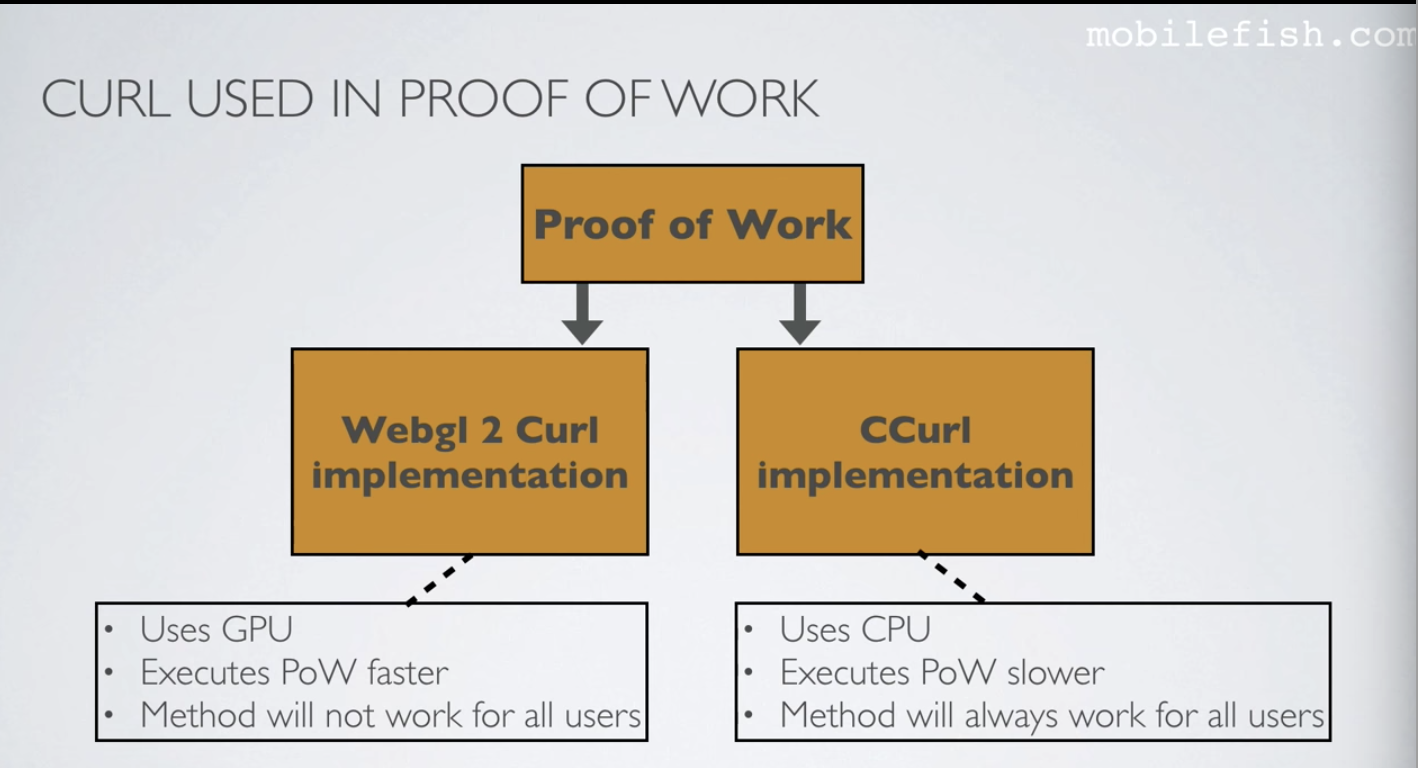 mobilefish.com
CURL USED IN PROOF OF WORK
Proof of Work
Webgl 2 Curl
implementation
CCurl
implementation
• Uses GPU
• Executes PoW faster
• Method will not work for all users
• Uses CPU
• Executes PoW slower
• Method will always work for all users